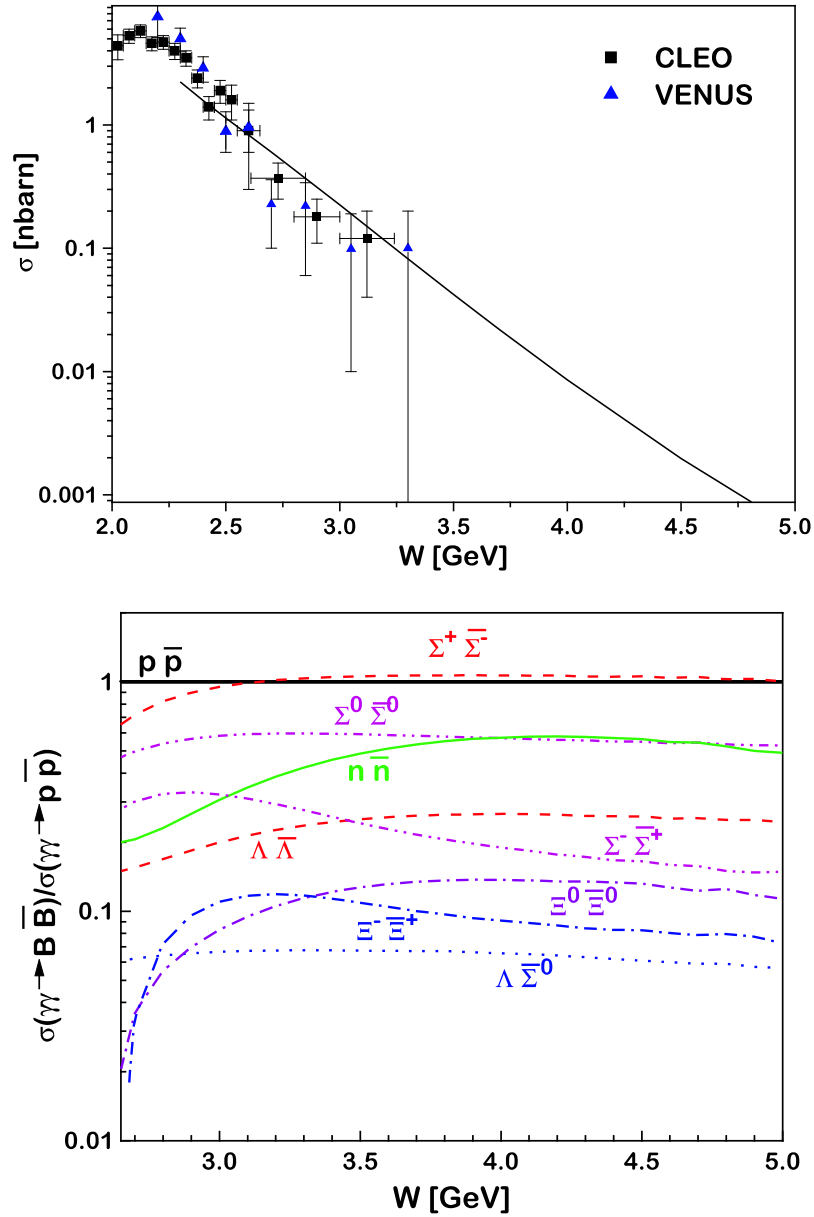 CLEO
VENUS
1
0.1
0.01
0.001
σ [nbarn]
2.0 2.5 3.0 3.5 4.0 4.5 5.0
W [GeV]
Σ⁺ Σ̅⁻
p p̅
1
Σ⁰ Σ̅⁰
n n̅
Λ Λ̅
Σ⁻ Σ̅⁺
0.1
Ξ⁰ Ξ̅⁰
Ξ⁻ Ξ̅⁺
Λ Σ̅⁰
0.01
σ(γγ→B B̅)/σ(γγ→p̅ p)
3.0 3.5 4.0 4.5 5.0
W [GeV]